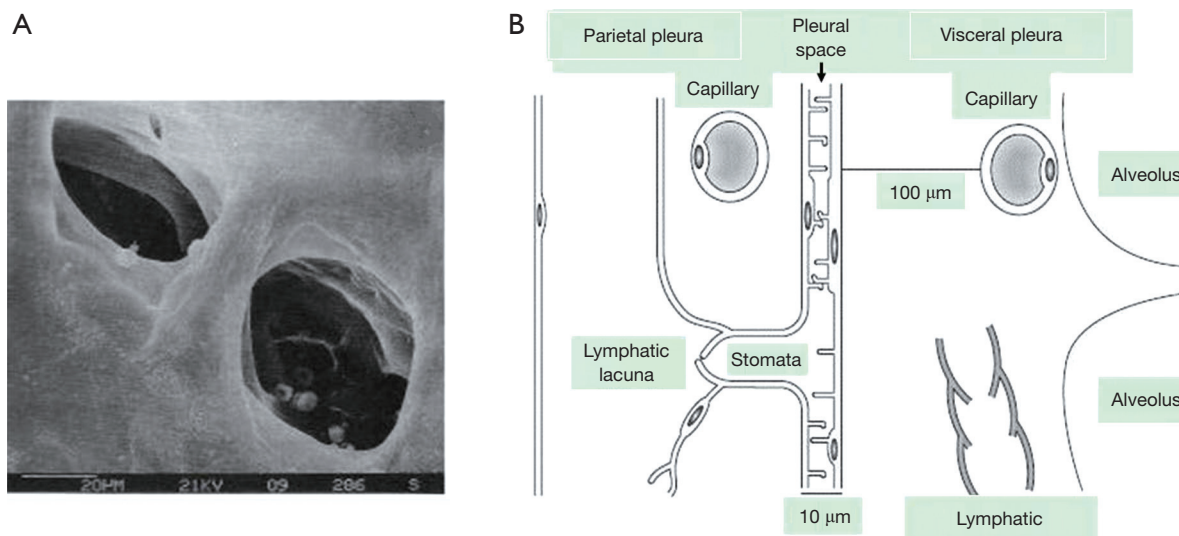 A
20μM 21KV 09 286 S
B
Parietal pleura
Pleural
space
Visceral pleura
Capillary
Capillary
Alveolus
100 μm
Lymphatic
lacuna
Stomata
Alveolus
10 μm
Lymphatic